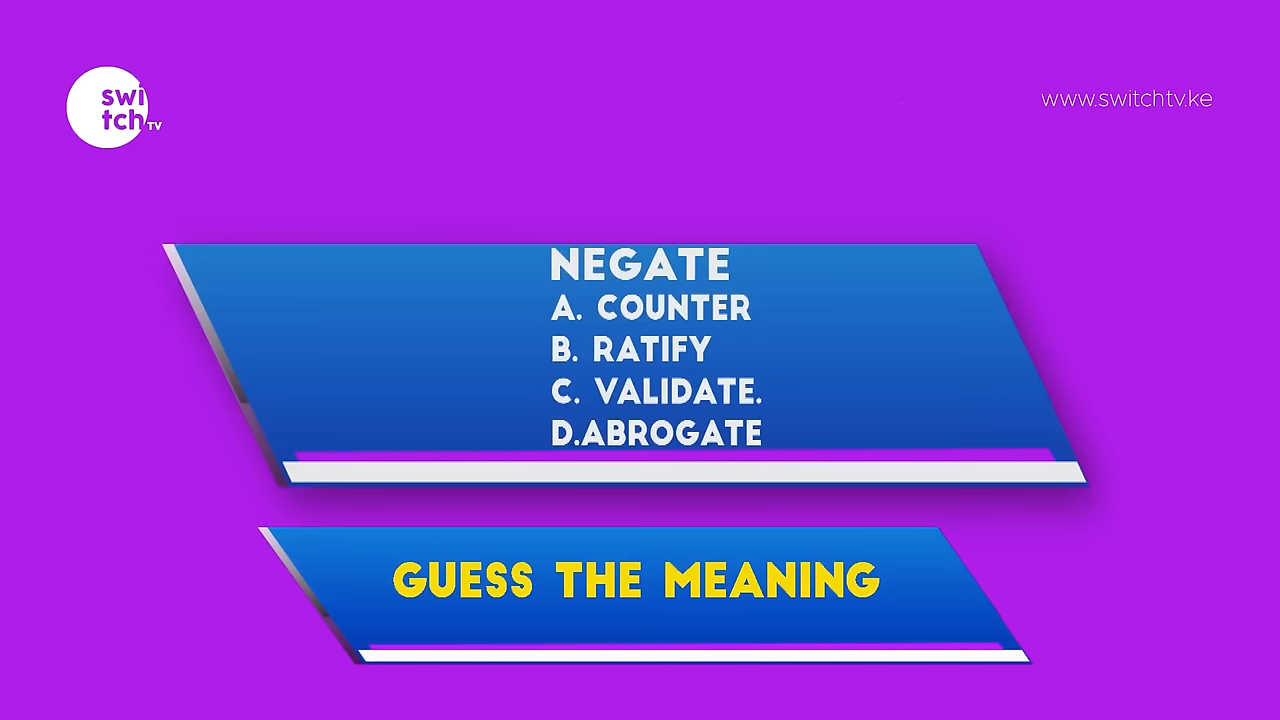 swi
tch TV
www.switchtv.ke
NEGATE
A. COUNTER
B. RATIFY
C. VALIDATE.
D.ABROGATE
GUESS THE MEANING